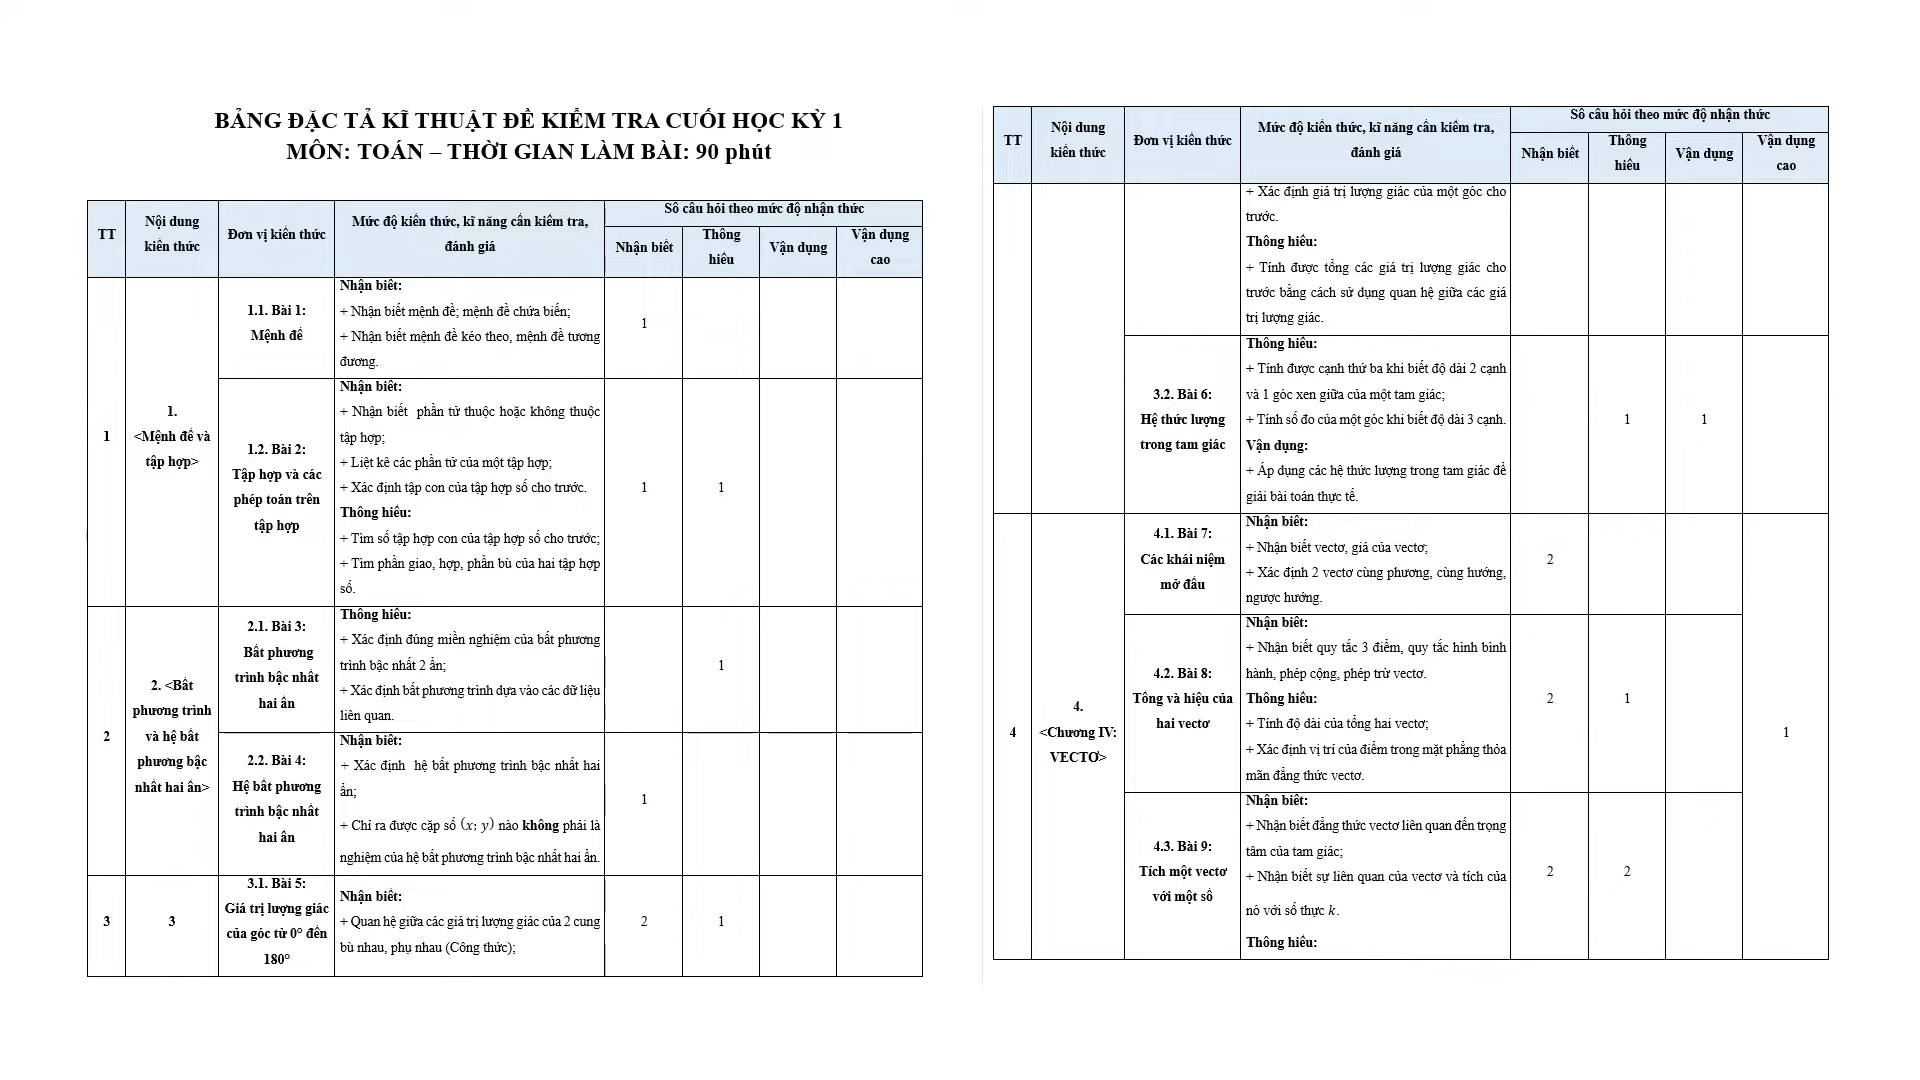 BẢNG ĐẶC TẢ KĨ THUẬT ĐỀ KIỂM TRA CUỐI HỌC KỲ 1
MÔN: TOÁN – THỜI GIAN LÀM BÀI: 90 phút
TT
Nội dung
kiến thức
Đơn vị kiến thức
Mức độ kiến thức, kĩ năng cần kiểm tra,
đánh giá
Số câu hỏi theo mức độ nhận thức
Nhận biết
Thông
hiểu
Vận dụng
Vận dụng
cao
1
1.
<Mệnh đề và
tập hợp>
1.1. Bài 1:
Mệnh đề
Nhận biết:
+ Nhận biết mệnh đề; mệnh đề chứa biến;
+ Nhận biết mệnh đề kéo theo, mệnh đề tương
đương.
1
1.2. Bài 2:
Tập hợp và các
phép toán trên
tập hợp
Nhận biết:
+ Nhận biết phần tử thuộc hoặc không thuộc
tập hợp;
+ Liệt kê các phần tử của một tập hợp;
+ Xác định tập con của tập hợp số cho trước.
Thông hiểu:
+ Tìm số tập hợp con của tập hợp số cho trước;
+ Tìm phần giao, hợp, phần bù của hai tập hợp
số.
1
1
2
2. <Bất
phương trình
và hệ bất
phương bậc
nhất hai ẩn>
2.1. Bài 3:
Bất phương
trình bậc nhất
hai ẩn
Thông hiểu:
+ Xác định đúng miền nghiệm của bất phương
trình bậc nhất 2 ẩn;
+ Xác định bất phương trình dựa vào các dữ liệu
liên quan.
1
2.2. Bài 4:
Hệ bất phương
trình bậc nhất
hai ẩn
Nhận biết:
+ Xác định hệ bất phương trình bậc nhất hai
ẩn;
+ Chỉ ra được cặp số (x; y) nào không phải là
nghiệm của hệ bất phương trình bậc nhất hai ẩn.
1
3
3
3.1. Bài 5:
Giá trị lượng giác
của góc từ 0° đến
180°
Nhận biết:
+ Quan hệ giữa các giá trị lượng giác của 2 cung
bù nhau, phụ nhau (Công thức);
2
1
TT
Nội dung
kiến thức
Đơn vị kiến thức
Mức độ kiến thức, kĩ năng cần kiểm tra,
đánh giá
Số câu hỏi theo mức độ nhận thức
Nhận biết
Thông
hiểu
Vận dụng
Vận dụng
cao
+ Xác định giá trị lượng giác của một góc cho
trước.
Thông hiểu:
+ Tính được tổng các giá trị lượng giác cho
trước bằng cách sử dụng quan hệ giữa các giá
trị lượng giác.
3.2. Bài 6:
Hệ thức lượng
trong tam giác
Thông hiểu:
+ Tính được cạnh thứ ba khi biết độ dài 2 cạnh
và 1 góc xen giữa của một tam giác;
+ Tính số đo của một góc khi biết độ dài 3 cạnh.
Vận dụng:
+ Áp dụng các hệ thức lượng trong tam giác để
giải bài toán thực tế.
1
1
4
4.
<Chương IV:
VECTƠ>
4.1. Bài 7:
Các khái niệm
mở đầu
Nhận biết:
+ Nhận biết vectơ, giá của vectơ;
+ Xác định 2 vectơ cùng phương, cùng hướng,
ngược hướng.
2
4.2. Bài 8:
Tổng và hiệu của
hai vectơ
Nhận biết:
+ Nhận biết quy tắc 3 điểm, quy tắc hình bình
hành, phép cộng, phép trừ vectơ.
Thông hiểu:
+ Tính độ dài của tổng hai vectơ;
+ Xác định vị trí của điểm trong mặt phẳng thỏa
mãn đẳng thức vectơ.
2
1
1
4.3. Bài 9:
Tích một vectơ
với một số
Nhận biết:
+ Nhận biết đẳng thức vectơ liên quan đến trọng
tâm của tam giác;
+ Nhận biết sự liên quan của vectơ và tích của
nó với số thực k.
Thông hiểu:
2
2